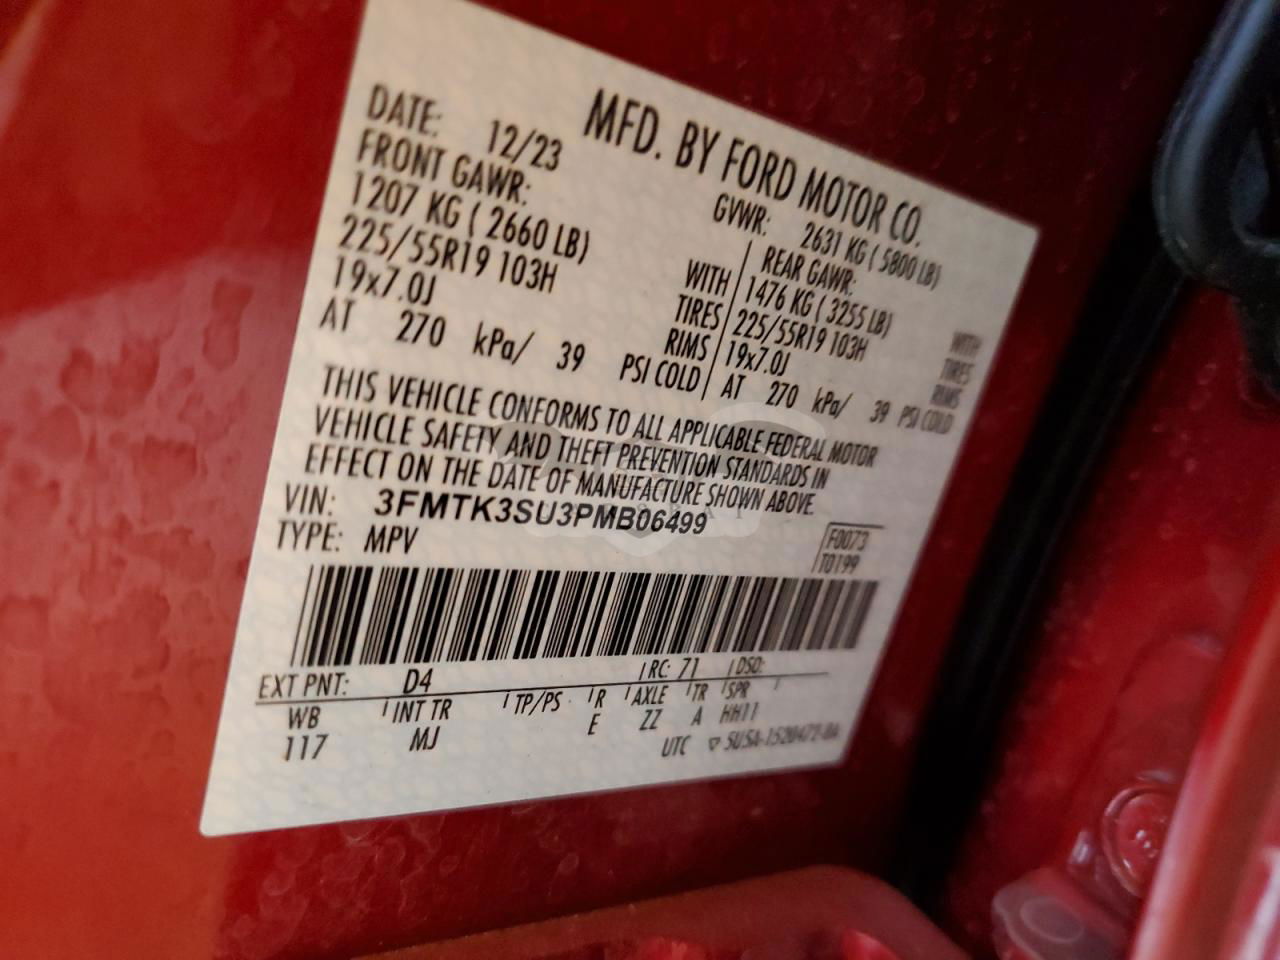 MFD. BY FORD MOTOR CO.
DATE: 12/23
GVWR: 2631 KG ( 5800 LB)
FRONT GAWR:
REAR GAWR:
1207 KG ( 2660 LB) WITH
1476 KG ( 3255 LB) WITH
225/55R19 103H TIRES
225/55R19 103H TIRES
19x7.0J RIMS
19x7.0J RIMS
AT 270 kPa/ 39 PSI COLD
AT 270 kPa/ 39 PSI COLD
THIS VEHICLE CONFORMS TO ALL APPLICABLE FEDERAL MOTOR
VEHICLE SAFETY AND THEFT PREVENTION STANDARDS IN
EFFECT ON THE DATE OF MANUFACTURE SHOWN ABOVE.
VIN: 3FMTK3SU3PMB06499
TYPE: MPV
F0073
T0199
EXT PNT: D4 RC: 71 DSO:
WB INT TR TP/PS R AXLE TR SPR
117 MJ E ZZ A HH11
UTC